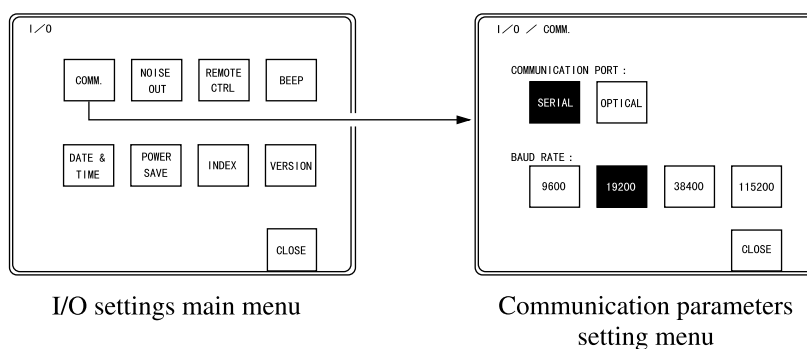 I/O
COMM.
NOISE
OUT
REMOTE
CTRL
BEEP
DATE &
TIME
POWER
SAVE
INDEX
VERSION
CLOSE
I/O settings main menu
I/O / COMM.
COMMUNICATION PORT :
SERIAL
OPTICAL
BAUD RATE :
9600
19200
38400
115200
CLOSE
Communication parameters
setting menu